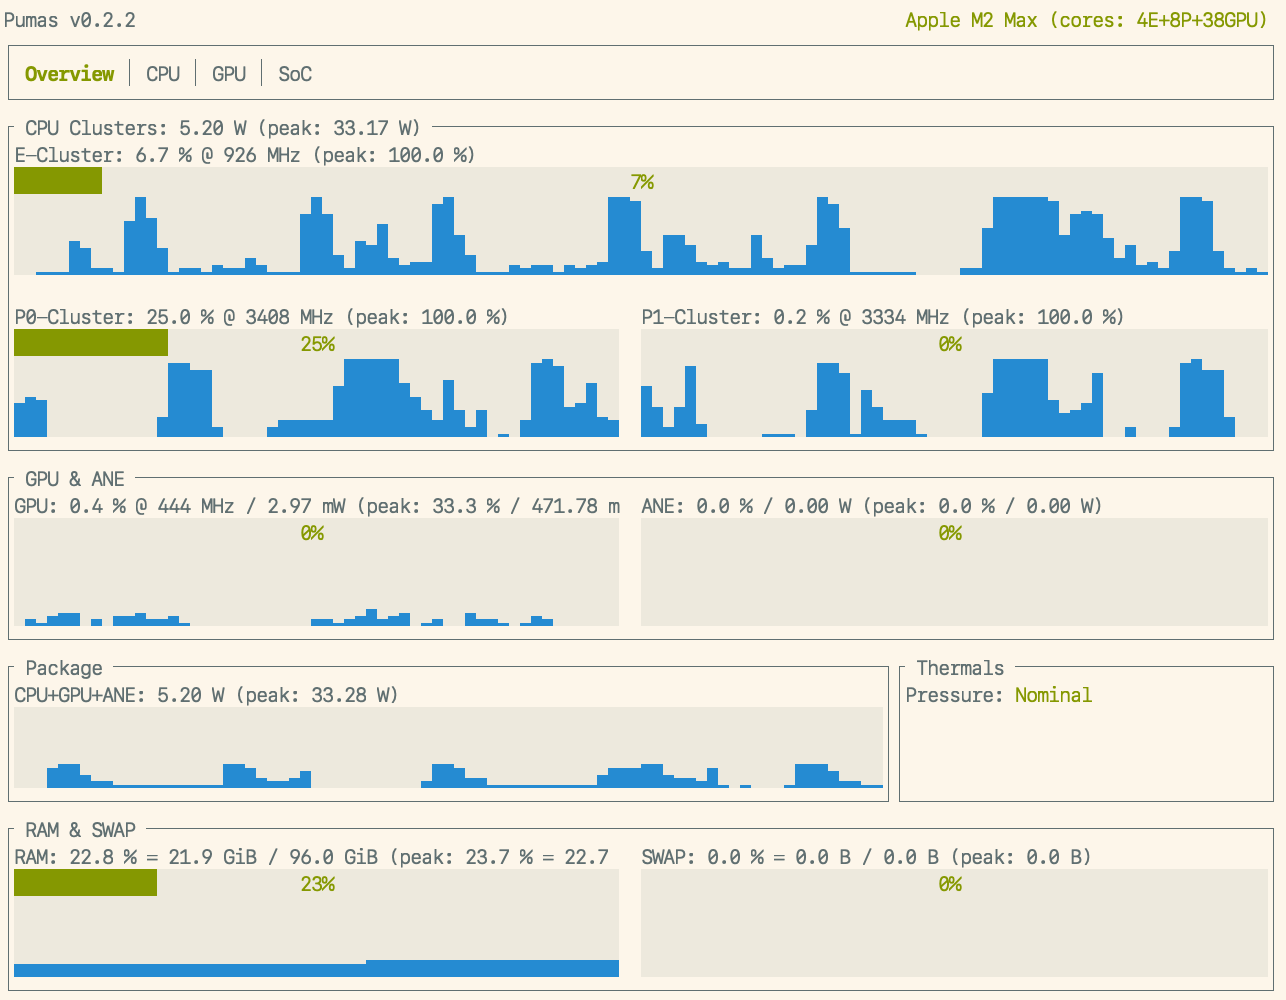 Pumas v0.2.2
Apple M2 Max (cores: 4E+8P+38GPU)
Overview | CPU | GPU | SoC
CPU Clusters: 5.20 W (peak: 33.17 W)
E-Cluster: 6.7 % @ 926 MHz (peak: 100.0 %)
7%
P0-Cluster: 25.0 % @ 3408 MHz (peak: 100.0 %)
25%
P1-Cluster: 0.2 % @ 3334 MHz (peak: 100.0 %)
0%
GPU & ANE
GPU: 0.4 % @ 444 MHz / 2.97 mW (peak: 33.3 % / 471.78 m
0%
ANE: 0.0 % / 0.00 W (peak: 0.0 % / 0.00 W)
0%
Package
CPU+GPU+ANE: 5.20 W (peak: 33.28 W)
Thermals
Pressure: Nominal
RAM & SWAP
RAM: 22.8 % = 21.9 GiB / 96.0 GiB (peak: 23.7 % = 22.7
23%
SWAP: 0.0 % = 0.0 B / 0.0 B (peak: 0.0 B)
0%